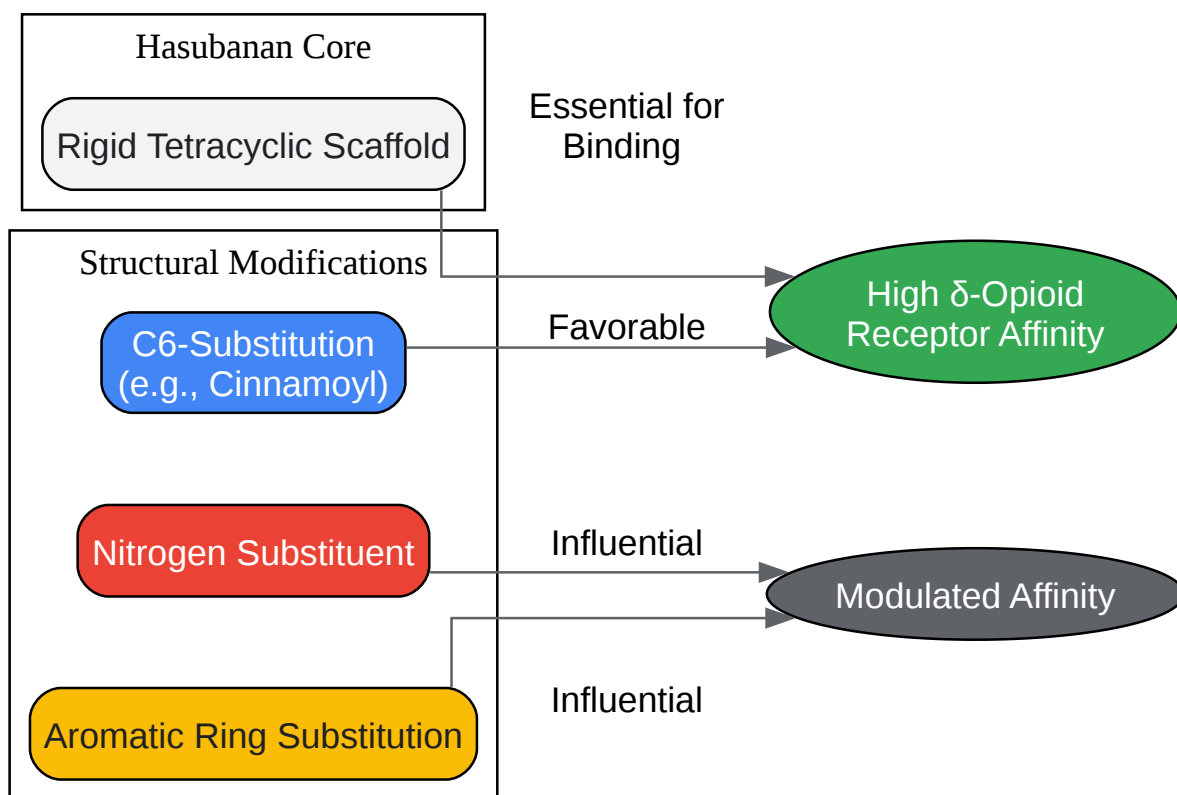 Hasubanan Core
Rigid Tetracyclic Scaffold
Essential for
Binding
Structural Modifications
C6-Substitution
(e.g., Cinnamoyl)
Favorable
High δ-Opioid
Receptor Affinity
Nitrogen Substituent
Influential
Modulated Affinity
Aromatic Ring Substitution
Influential